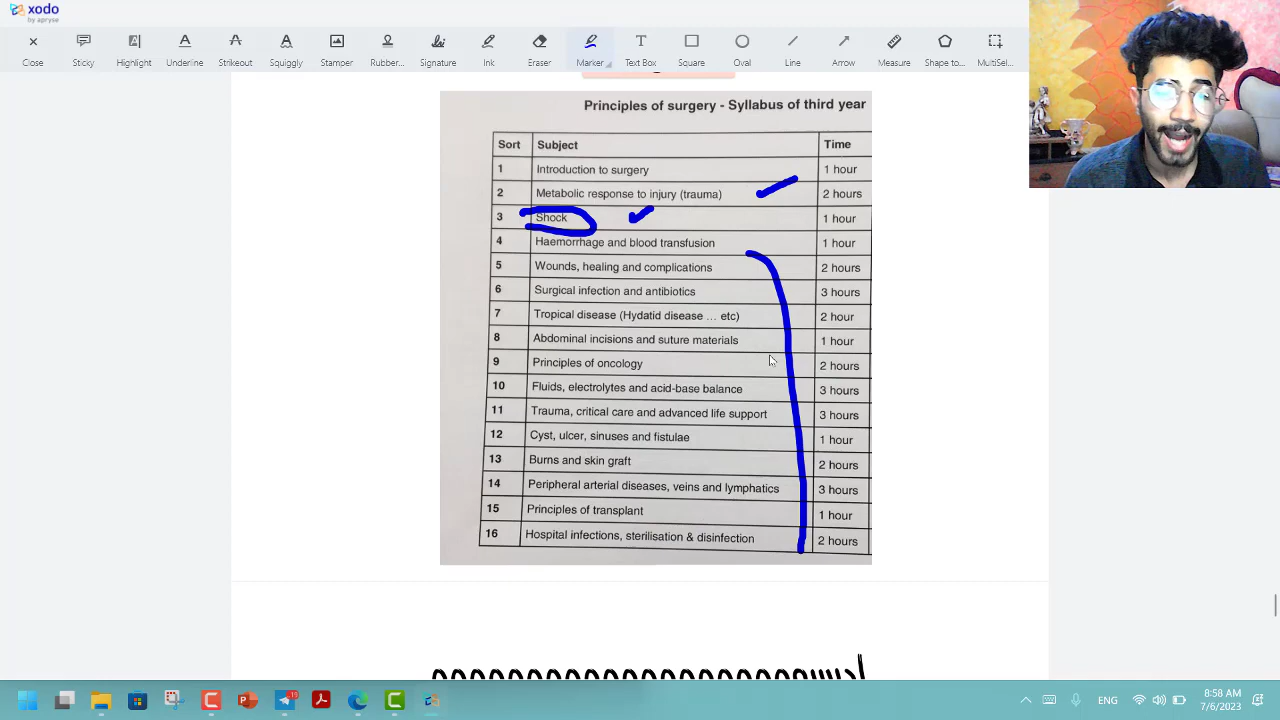 xodo
by apryse
Close Sticky Highlight Underline Strikeout Squiggly Image Stamper Rubber... Signature Ink Eraser Marker Text Box Square Oval Line Arrow Measure Shape to... MultiSel...
Principles of surgery - Syllabus of third year
Sort Subject Time
1 Introduction to surgery 1 hour
2 Metabolic response to injury (trauma) 2 hours
3 Shock 1 hour
4 Haemorrhage and blood transfusion 1 hour
5 Wounds, healing and complications 2 hours
6 Surgical infection and antibiotics 3 hours
7 Tropical disease (Hydatid disease ... etc) 2 hour
8 Abdominal incisions and suture materials 1 hour
9 Principles of oncology 2 hours
10 Fluids, electrolytes and acid-base balance 3 hours
11 Trauma, critical care and advanced life support 3 hours
12 Cyst, ulcer, sinuses and fistulae 1 hour
13 Burns and skin graft 2 hours
14 Peripheral arterial diseases, veins and lymphatics 3 hours
15 Principles of transplant 1 hour
16 Hospital infections, sterilisation & disinfection 2 hours
ENG
8:58 AM
7/6/2023